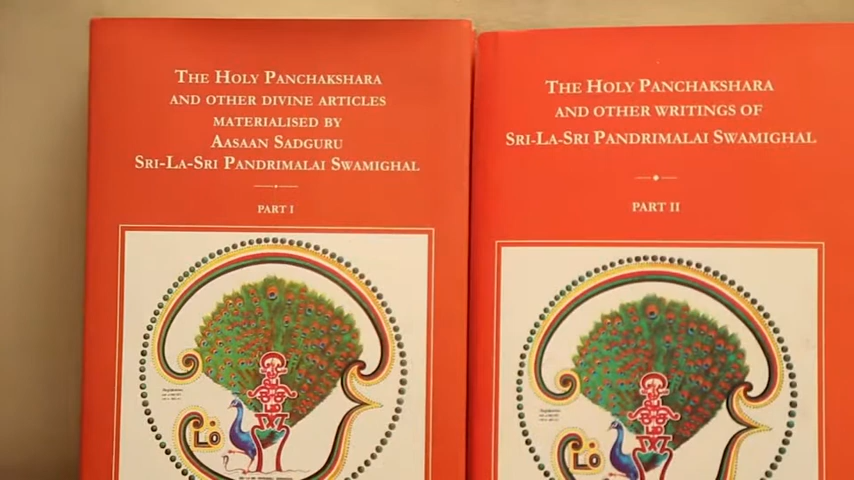 The Holy Panchakshara
and other divine articles
materialised by
Aasaan Sadguru
Sri-La-Sri Pandrimalai Swamighal
PART I
The Holy Panchakshara
and other writings of
Sri-La-Sri Pandrimalai Swamighal
PART II